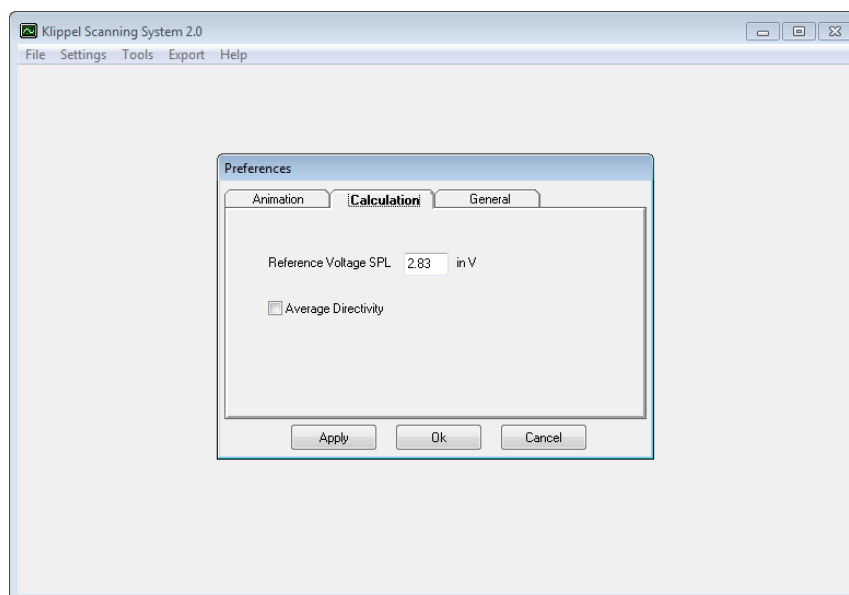 Klippel Scanning System 2.0
File Settings Tools Export Help
Preferences
Animation Calculation General
Reference Voltage SPL 2.83 in V
Average Directivity
Apply Ok Cancel